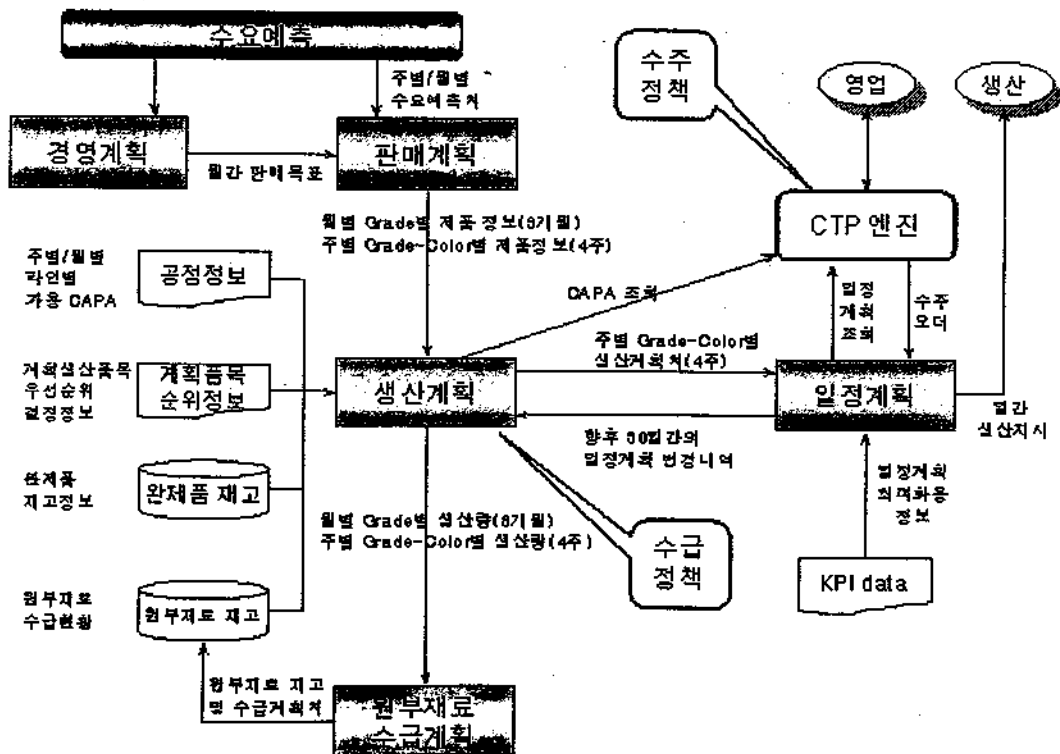 수요예측
주별/월별
수요예측치
수주
정책
영업
생산
경영계획
월간 판매목표
판매계획
월별 Grade별 제품 정보(6개월)
주별 Grade-Color별 제품정보(4주)
CTP 엔진
주별/월별
라인별
가용 CAPA
공정정보
CAPA 조회
일정
계획
조회
수주
오더
주별 Grade-Color별
생산계획치(4주)
계획생산품목
우선순위
결정정보
계획품목
순위정보
생산계획
일정계획
일간
생산지시
향후 30일간의
일정계획 변경내역
완제품
재고정보
완제품 재고
일정계획
최적화용
정보
월별 Grade별 생산량(6개월)
주별 Grade-Color별 생산량(4주)
수급
정책
KPI data
원부재료
수급현황
원부재료 재고
원부재료 재고
및 수급계획치
원부재료
수급계획